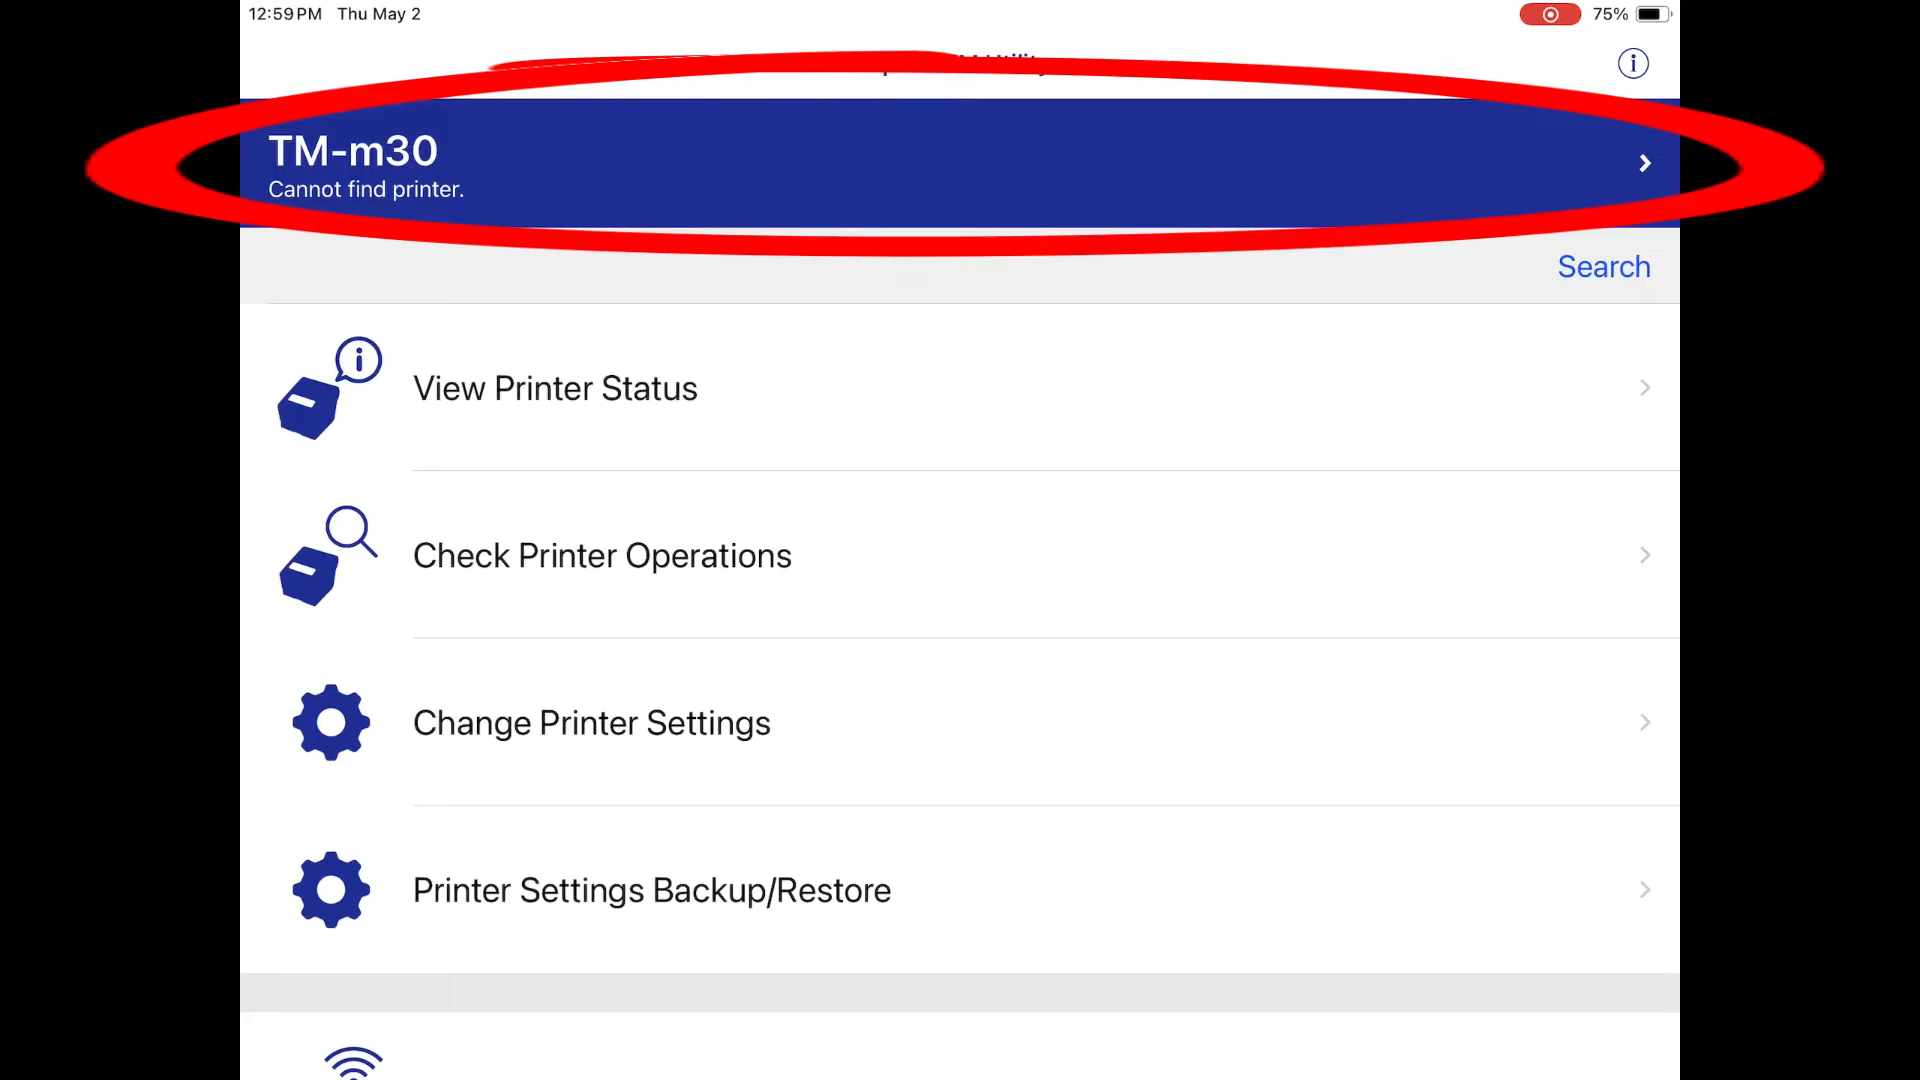 12:59 PM Thu May 2
75%
TM-m30
Cannot find printer.
Search
View Printer Status
Check Printer Operations
Change Printer Settings
Printer Settings Backup/Restore